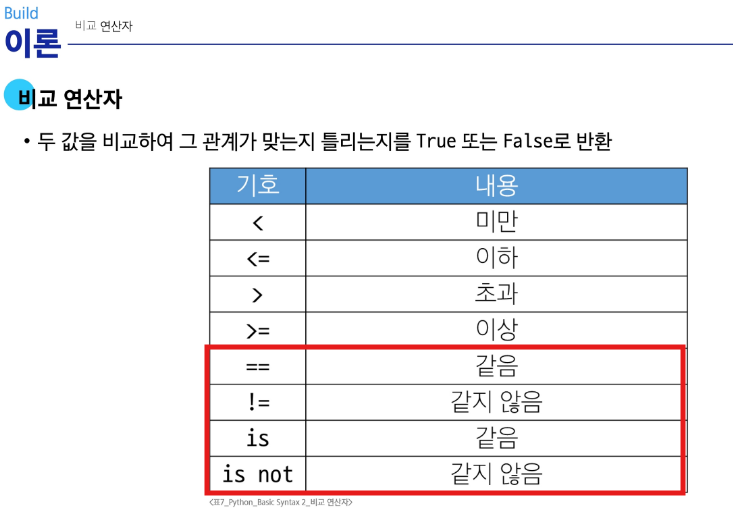 Build
이론
비교 연산자
비교 연산자
• 두 값을 비교하여 그 관계가 맞는지 틀리는지를 True 또는 False로 반환
기호 내용
< 미만
<= 이하
> 초과
>= 이상
== 같음
!= 같지 않음
is 같음
is not 같지 않음
<표7_Python_Basic Syntax 2_비교 연산자>